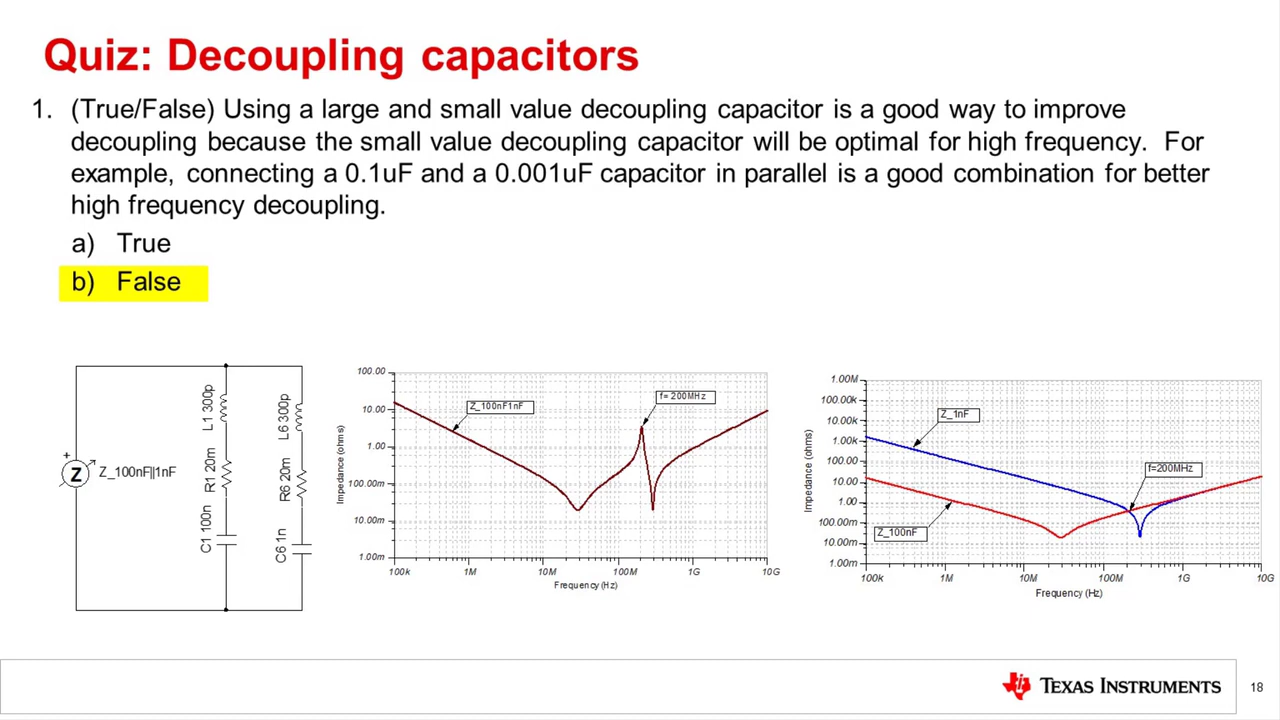 Quiz: Decoupling capacitors
1. (True/False) Using a large and small value decoupling capacitor is a good way to improve
decoupling because the small value decoupling capacitor will be optimal for high frequency. For
example, connecting a 0.1uF and a 0.001uF capacitor in parallel is a good combination for better
high frequency decoupling.
a) True
b) False
+
Z
Z_100nF||1nF
L1 300p
R1 20m
C1 100n
L6 300p
R6 20m
C6 1n
Impedance (ohms)
100.00
10.00
1.00
100.00m
10.00m
1.00m
Z_100nF1nF
f= 200MHz
100k
1M
10M
100M
1G
10G
Frequency (Hz)
Impedance (ohms)
1.00M
100.00k
10.00k
1.00k
100.00
10.00
1.00
100.00m
10.00m
1.00m
Z_1nF
f=200MHz
Z_100nF
100k
1M
10M
100M
1G
10G
Frequency (Hz)
TEXAS INSTRUMENTS
18